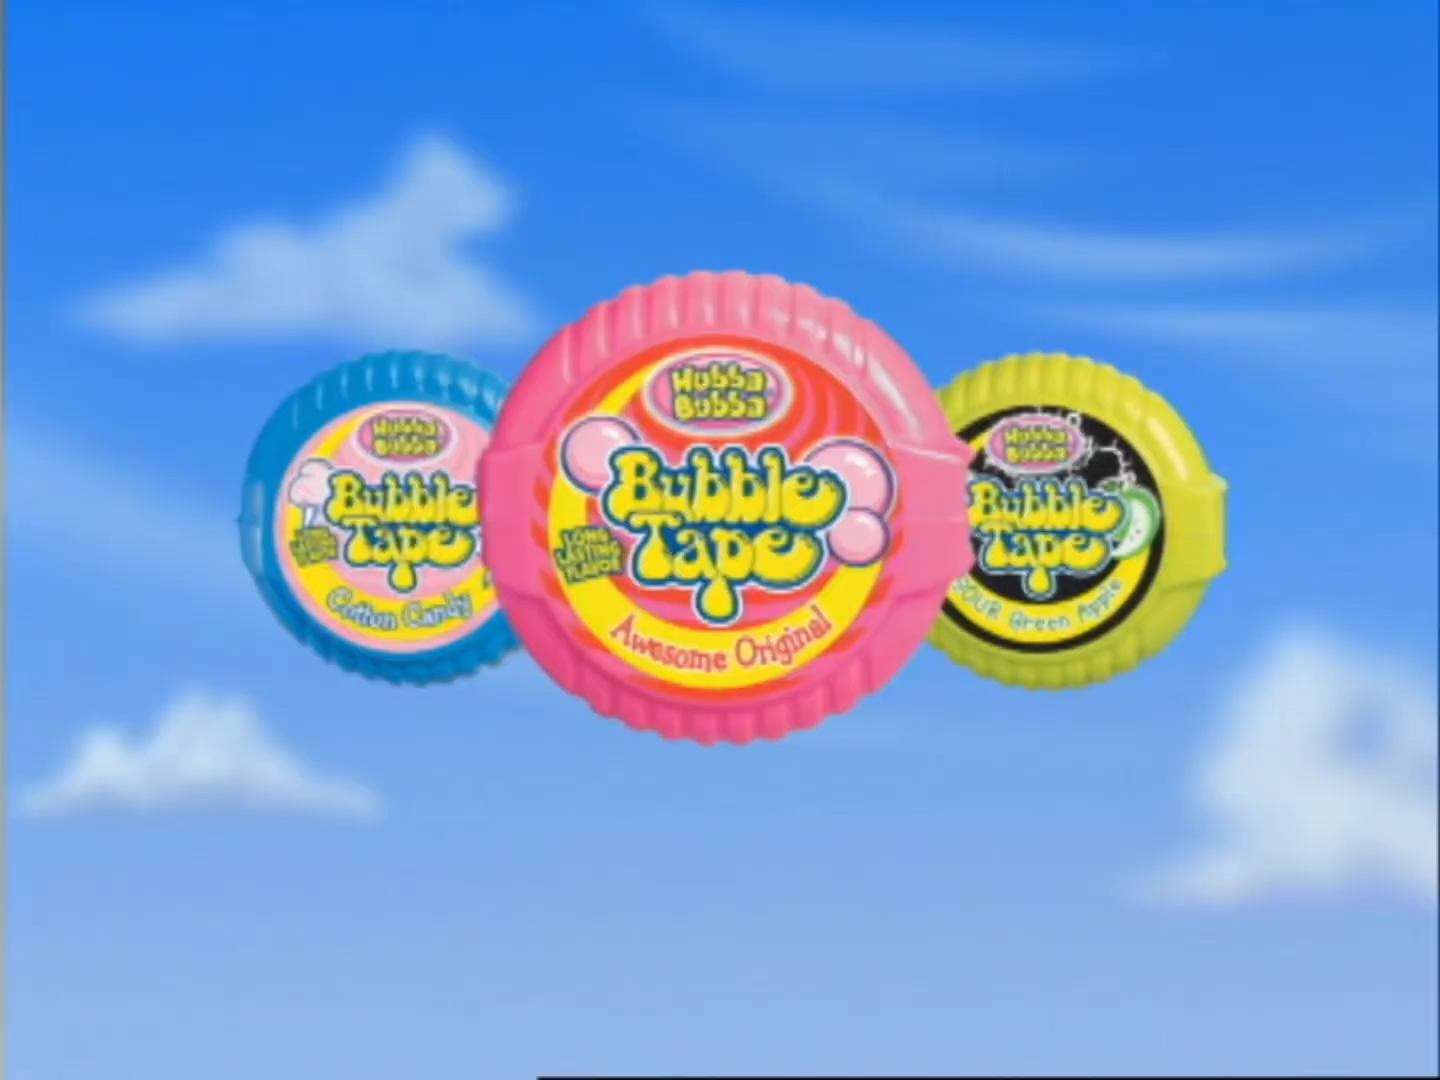 Hubba
Bubba
Bubble
Tape
Cotton Candy
Hubba
Bubba
Bubble
Tape
LONG
LASTING
FLAVOR
Awesome Original
Hubba
Bubba
Bubble
Tape
SOUR Green Apple